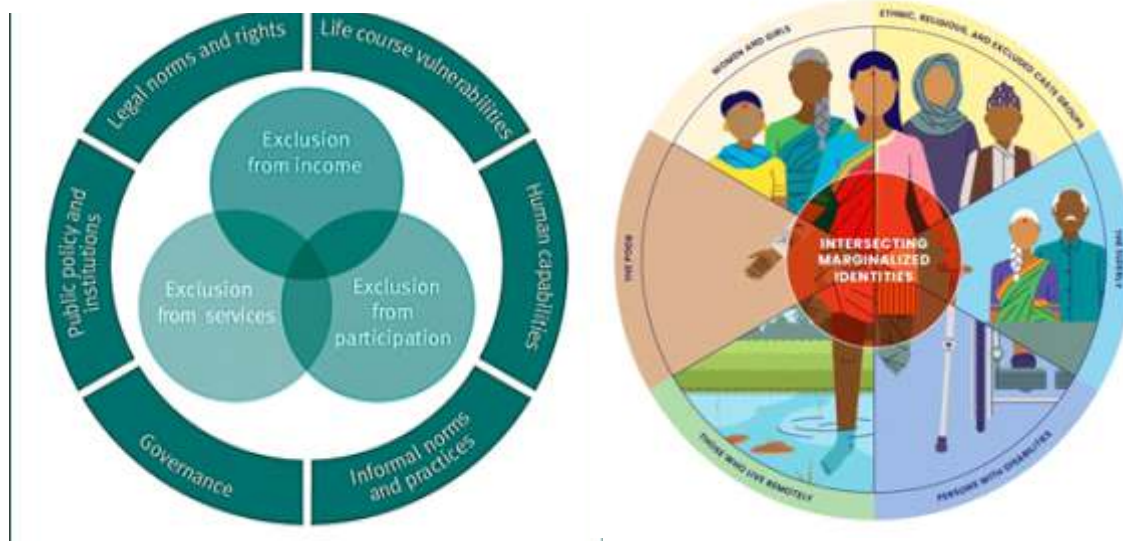 Legal norms and rights
Life course
vulnerabilities
Human capabilities
Informal norms
and practices
Governance
Public policy and
institutions
Exclusion
from income
Exclusion
from services
Exclusion
from
participation
WOMEN AND GIRLS
ETHNIC, RELIGIOUS, AND EXCLUDED CASTE GROUPS
THE ELDERLY
PERSONS WITH DISABILITIES
THOSE WHO LIVE REMOTELY
THE POOR
INTERSECTING
MARGINALIZED
IDENTITIES